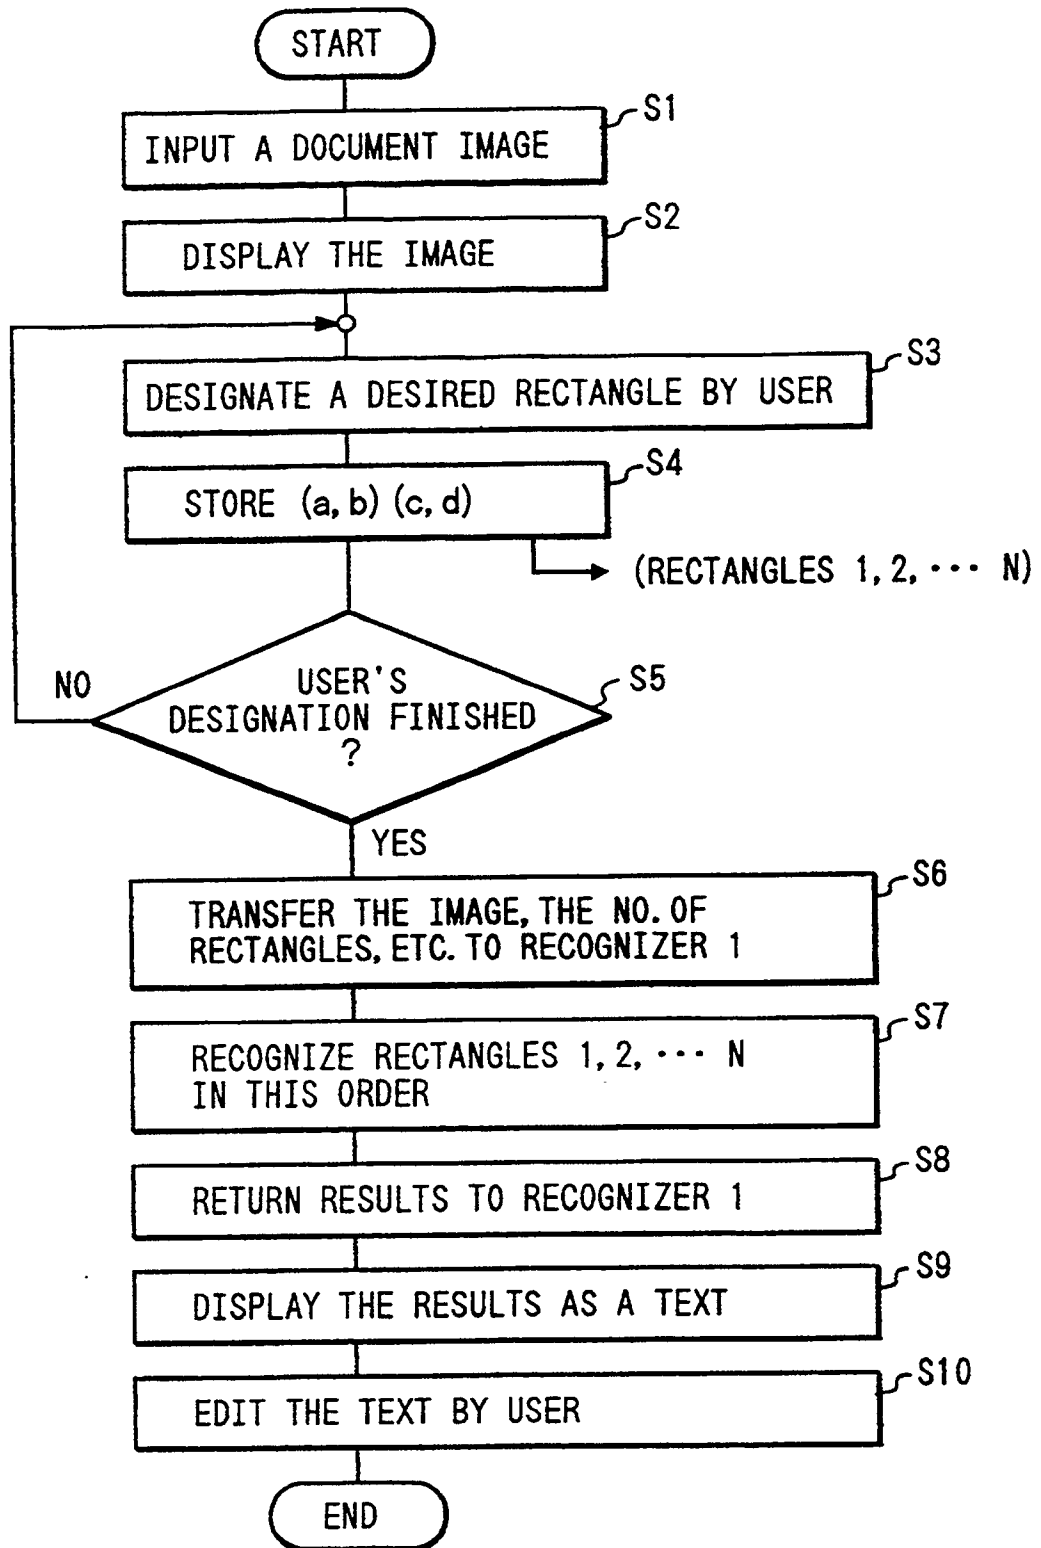 START
S1
INPUT A DOCUMENT IMAGE
S2
DISPLAY THE IMAGE
S3
DESIGNATE A DESIRED RECTANGLE BY USER
S4
STORE (a, b) (c, d)
(RECTANGLES 1, 2, ··· N)
S5
NO
USER'S
DESIGNATION FINISHED
?
YES
S6
TRANSFER THE IMAGE, THE NO. OF
RECTANGLES, ETC. TO RECOGNIZER 1
S7
RECOGNIZE RECTANGLES 1, 2, ··· N
IN THIS ORDER
S8
RETURN RESULTS TO RECOGNIZER 1
S9
DISPLAY THE RESULTS AS A TEXT
S10
EDIT THE TEXT BY USER
END